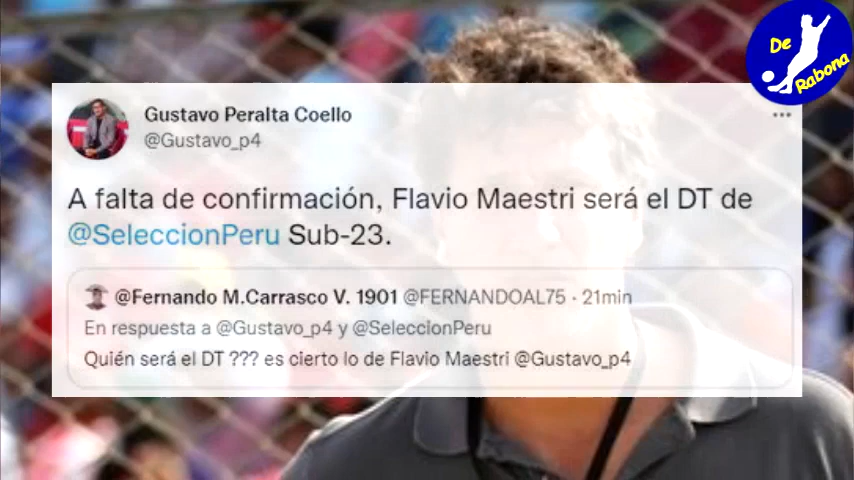 De
Rabona
Gustavo Peralta Coello
@Gustavo_p4
A falta de confirmación, Flavio Maestri será el DT de
@SeleccionPeru Sub-23.
@Fernando M.Carrasco V. 1901 @FERNANDOAL75 · 21min
En respuesta a @Gustavo_p4 y @SeleccionPeru
Quién será el DT ??? es cierto lo de Flavio Maestri @Gustavo_p4